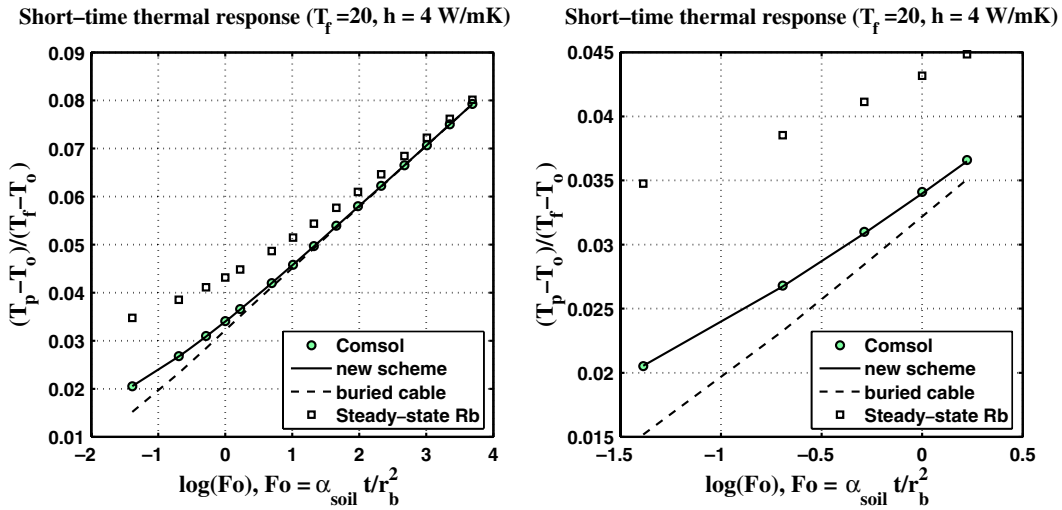 Short−time thermal response (T_f =20, h = 4 W/mK)
0.09
0.08
0.07
0.06
0.05
0.04
0.03
0.02
0.01
(T_p−T_o)/(T_f−T_o)
Comsol
new scheme
buried cable
Steady−state Rb
−2 −1 0 1 2 3 4
log(Fo), Fo = α_soil t/r_b^2
Short−time thermal response (T_f =20, h = 4 W/mK)
0.045
0.04
0.035
0.03
0.025
0.02
0.015
(T_p−T_o)/(T_f−T_o)
Comsol
new scheme
buried cable
Steady−state Rb
−1.5 −1 −0.5 0 0.5
log(Fo), Fo = α_soil t/r_b^2